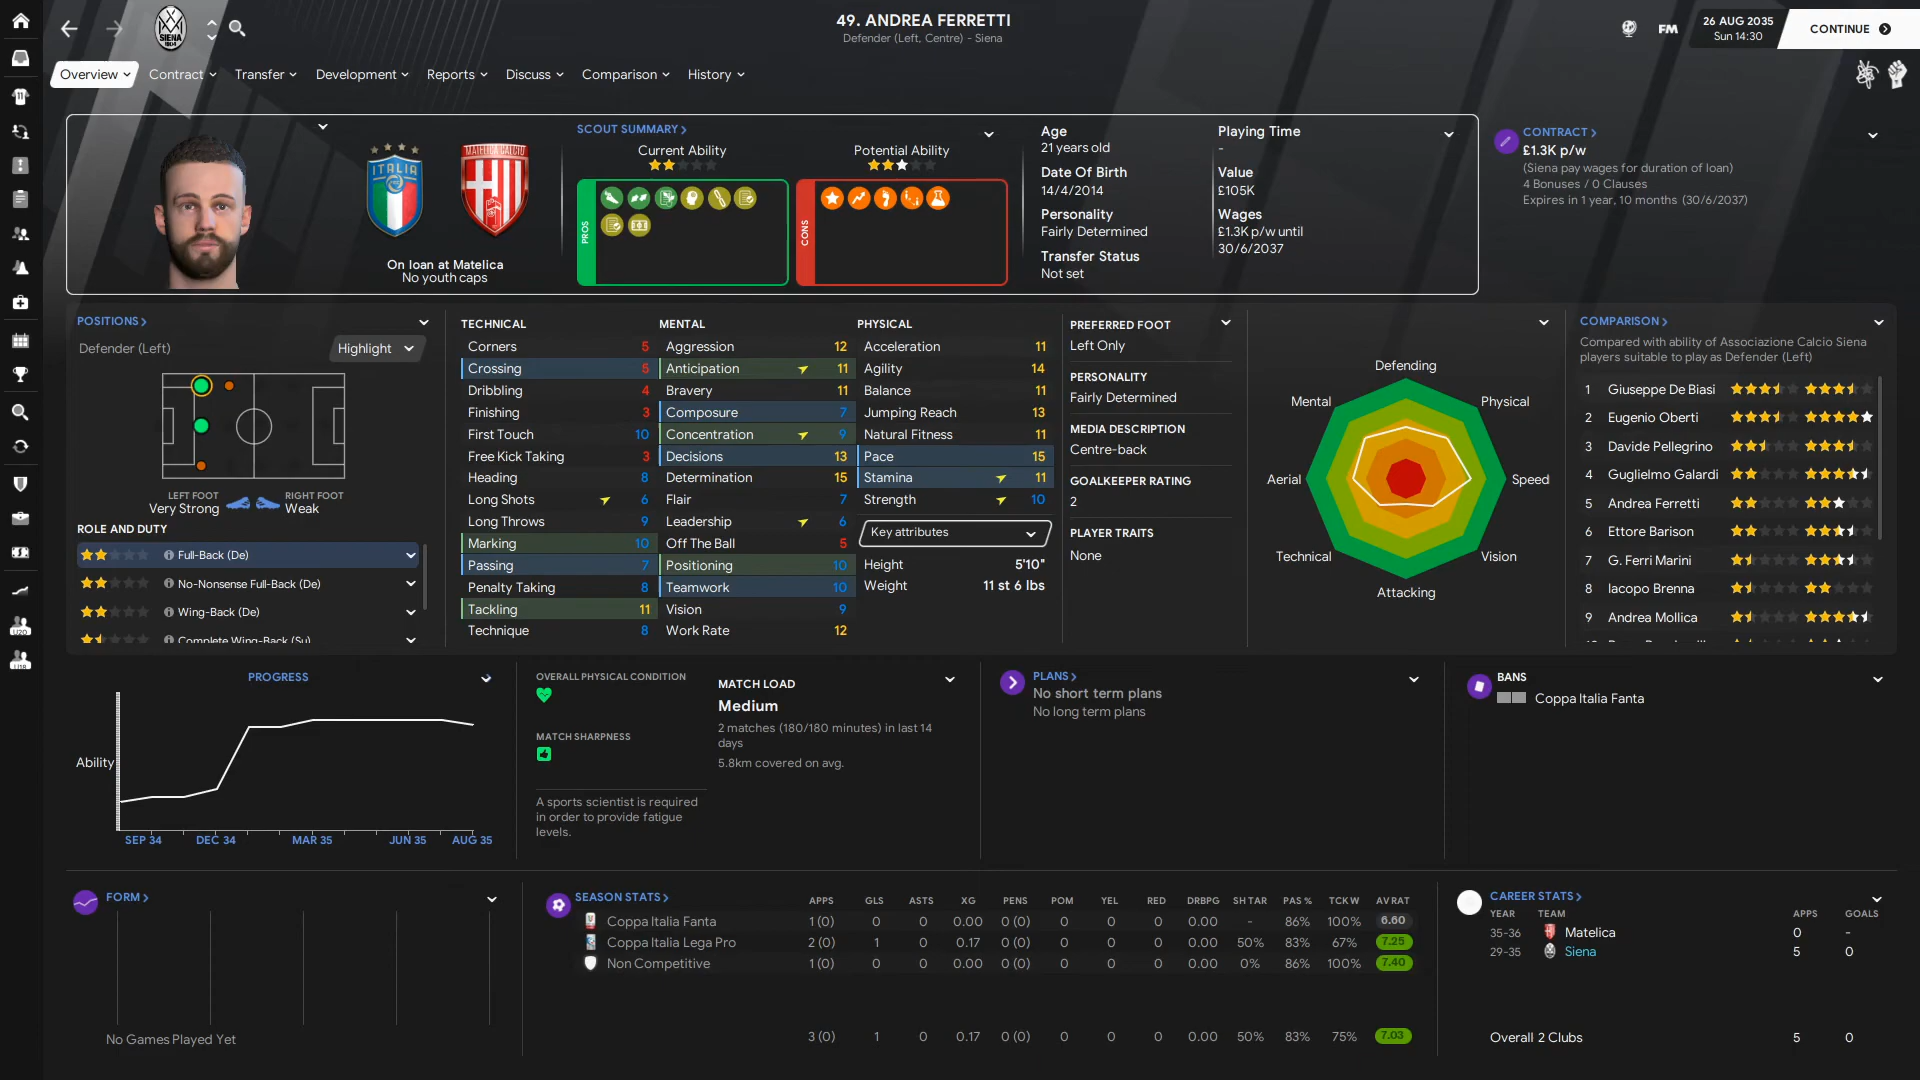 49. ANDREA FERRETTI
Defender (Left, Centre) - Siena
FM
26 AUG 2035
Sun 14:30
CONTINUE
Overview
Contract
Transfer
Development
Reports
Discuss
Comparison
History
On loan at Matelica
No youth caps
SCOUT SUMMARY
Current Ability
Potential Ability
PROS
CONS
Age
21 years old
Date Of Birth
14/4/2014
Personality
Fairly Determined
Transfer Status
Not set
Playing Time
-
Value
£105K
Wages
£1.3K p/w until
30/6/2037
CONTRACT
£1.3K p/w
(Siena pay wages for duration of loan)
4 Bonuses / 0 Clauses
Expires in 1 year, 10 months (30/6/2037)
POSITIONS
Defender (Left)
Highlight
LEFT FOOT
Very Strong
RIGHT FOOT
Weak
ROLE AND DUTY
Full-Back (De)
No-Nonsense Full-Back (De)
Wing-Back (De)
Complete Wing-Back (Su)
TECHNICAL
Corners 5
Crossing 5
Dribbling 4
Finishing 3
First Touch 10
Free Kick Taking 3
Heading 8
Long Shots 6
Long Throws 9
Marking 10
Passing 7
Penalty Taking 8
Tackling 11
Technique 8
MENTAL
Aggression 12
Anticipation 11
Bravery 11
Composure 7
Concentration 9
Decisions 13
Determination 15
Flair 7
Leadership 6
Off The Ball 5
Positioning 10
Teamwork 10
Vision 9
Work Rate 12
PHYSICAL
Acceleration 11
Agility 14
Balance 11
Jumping Reach 13
Natural Fitness 11
Pace 15
Stamina 11
Strength 10
Key attributes
Height 5'10"
Weight 11 st 6 lbs
PREFERRED FOOT
Left Only
PERSONALITY
Fairly Determined
MEDIA DESCRIPTION
Centre-back
GOALKEEPER RATING
2
PLAYER TRAITS
None
Defending
Physical
Speed
Vision
Attacking
Technical
Aerial
Mental
COMPARISON
Compared with ability of Associazione Calcio Siena
players suitable to play as Defender (Left)
1 Giuseppe De Biasi
2 Eugenio Oberti
3 Davide Pellegrino
4 Guglielmo Galardi
5 Andrea Ferretti
6 Ettore Barison
7 G. Ferri Marini
8 Iacopo Brenna
9 Andrea Mollica
PROGRESS
Ability
SEP 34 DEC 34 MAR 35 JUN 35 AUG 35
OVERALL PHYSICAL CONDITION
MATCH SHARPNESS
A sports scientist is required
in order to provide fatigue
levels.
MATCH LOAD
Medium
2 matches (180/180 minutes) in last 14
days
5.8km covered on avg.
PLANS
No short term plans
No long term plans
BANS
Coppa Italia Fanta
FORM
No Games Played Yet
SEASON STATS APPS GLS ASTS XG PENS POM YEL RED DRBPG SH TAR PAS % TCK W AV RAT
Coppa Italia Fanta 1 (0) 0 0 0.00 0 (0) 0 0 0 0.00 - 86% 100% 6.60
Coppa Italia Lega Pro 2 (0) 1 0 0.17 0 (0) 0 0 0 0.00 50% 83% 67% 7.25
Non Competitive 1 (0) 0 0 0.00 0 (0) 0 0 0 0.00 0% 86% 100% 7.40
3 (0) 1 0 0.17 0 (0) 0 0 0 0.00 50% 83% 75% 7.03
CAREER STATS
YEAR TEAM APPS GOALS
35-36 Matelica 0 -
29-35 Siena 5 0
Overall 2 Clubs 5 0